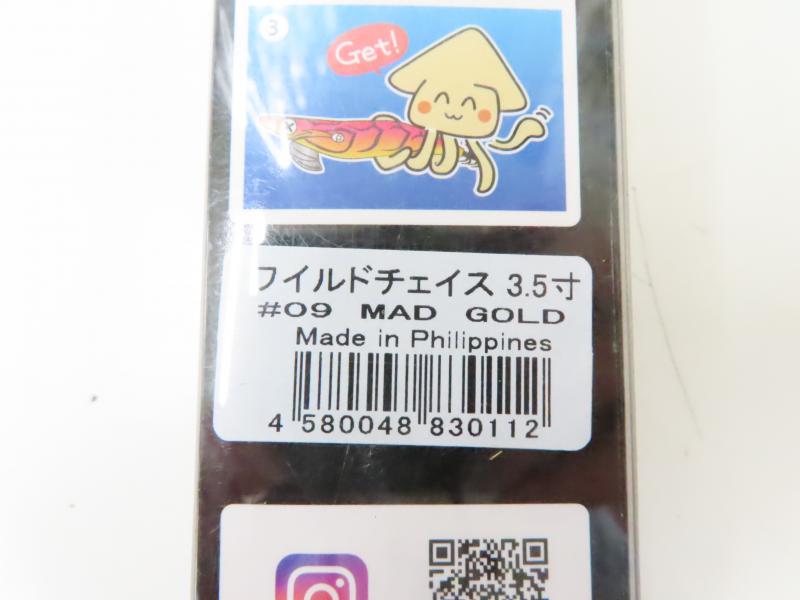 3
Get!
ワイルドチェイス 3.5寸
#09 MAD GOLD
Made in Philippines
4 580048 830112